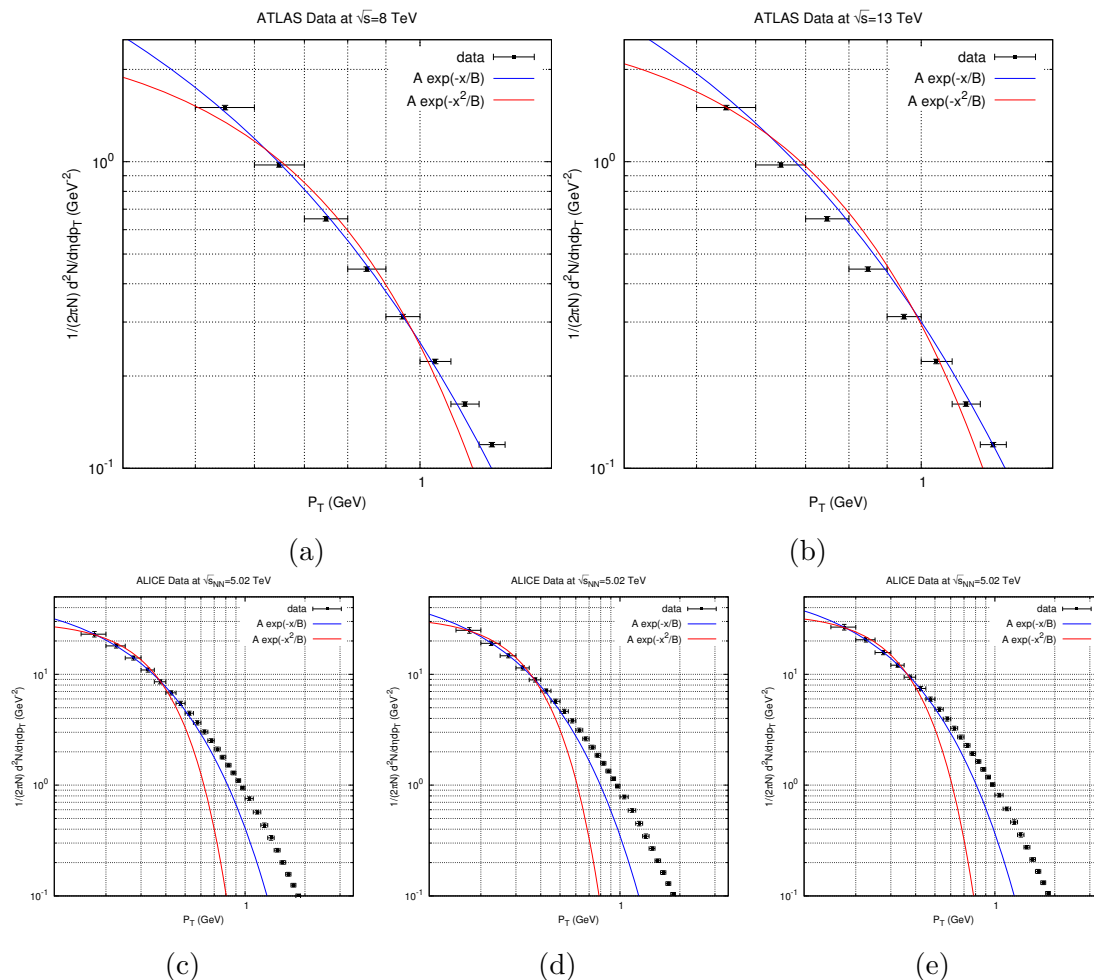 ATLAS Data at √s=8 TeV
data
A exp(-x/B)
A exp(-x²/B)
10⁰
10⁻¹
1
1/(2πN) d²N/dηdp_T (GeV⁻²)
P_T (GeV)
(a)
ATLAS Data at √s=13 TeV
data
A exp(-x/B)
A exp(-x²/B)
10⁰
10⁻¹
1
1/(2πN) d²N/dηdp_T (GeV⁻²)
P_T (GeV)
(b)
ALICE Data at √s_NN=5.02 TeV
data
A exp(-x/B)
A exp(-x²/B)
10¹
10⁰
10⁻¹
1
1/(2πN) d²N/dηdp_T (GeV⁻²)
P_T (GeV)
(c)
ALICE Data at √s_NN=5.02 TeV
data
A exp(-x/B)
A exp(-x²/B)
10¹
10⁰
10⁻¹
1
1/(2πN) d²N/dηdp_T (GeV⁻²)
P_T (GeV)
(d)
ALICE Data at √s_NN=5.02 TeV
data
A exp(-x/B)
A exp(-x²/B)
10¹
10⁰
10⁻¹
1
1/(2πN) d²N/dηdp_T (GeV⁻²)
P_T (GeV)
(e)